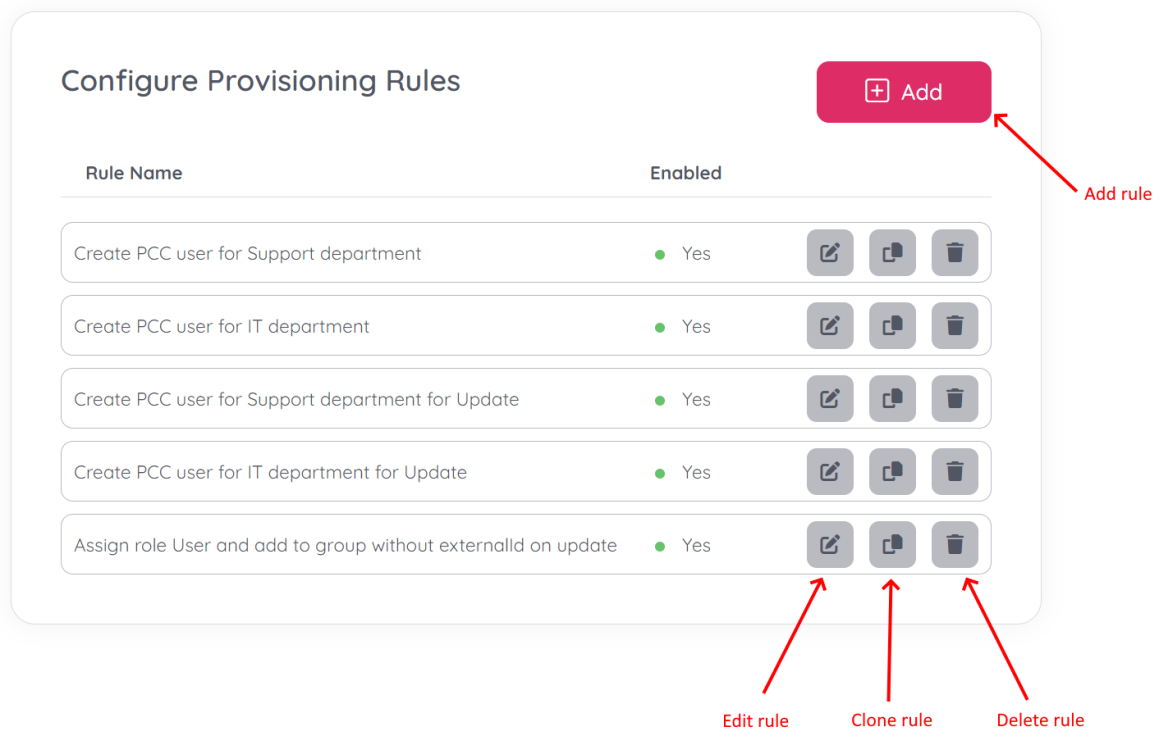 Configure Provisioning Rules
Add
Add rule
Rule Name Enabled
Create PCC user for Support department Yes
Create PCC user for IT department Yes
Create PCC user for Support department for Update Yes
Create PCC user for IT department for Update Yes
Assign role User and add to group without externalId on update Yes
Edit rule Clone rule Delete rule